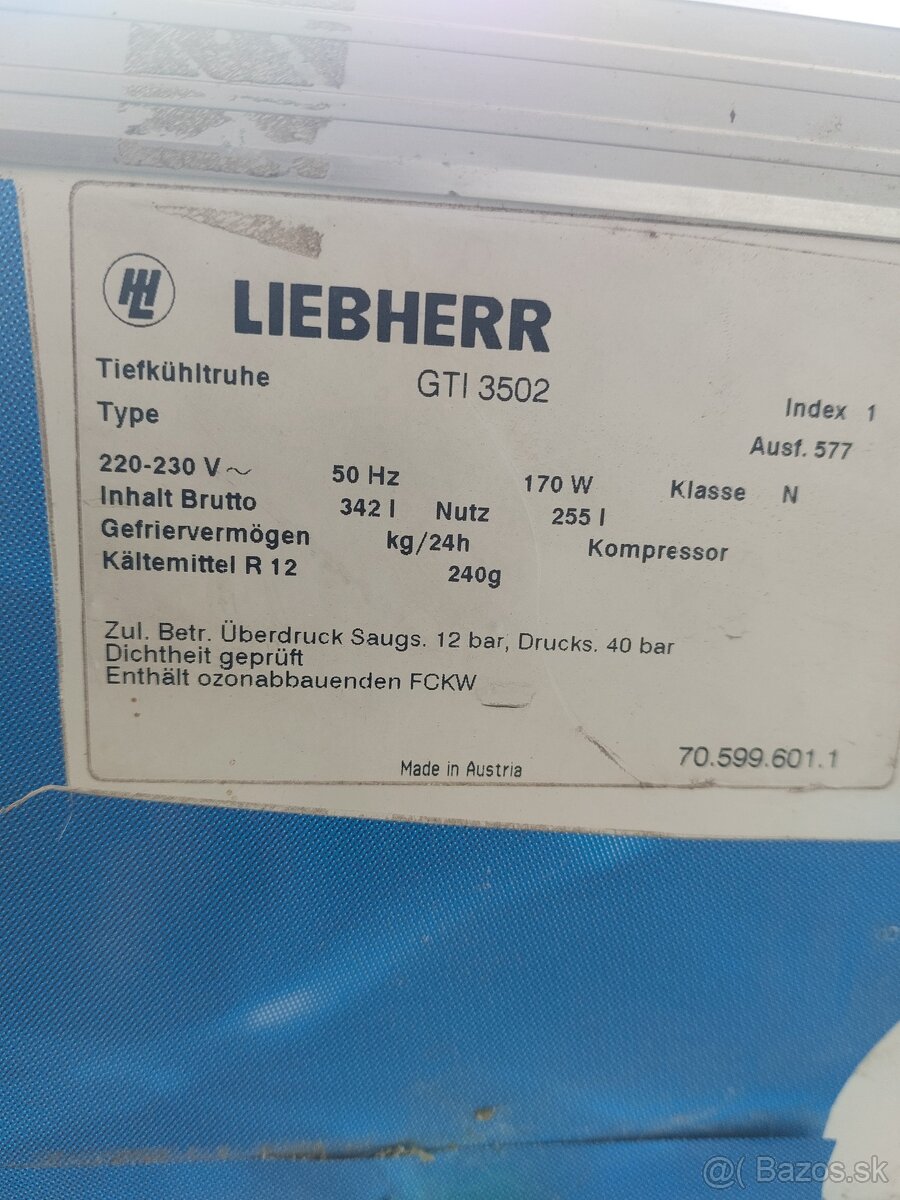 HL LIEBHERR
Tiefkühltruhe GTI 3502
Type Index 1
Ausf. 577
220-230 V~ 50 Hz 170 W Klasse N
Inhalt Brutto 342 l Nutz 255 l
Gefriervermögen kg/24h Kompressor
Kältemittel R 12 240g
Zul. Betr. Überdruck Saugs. 12 bar, Drucks. 40 bar
Dichtheit geprüft
Enthält ozonabbauenden FCKW
70.599.601.1
Made in Austria
@( Bazos.sk